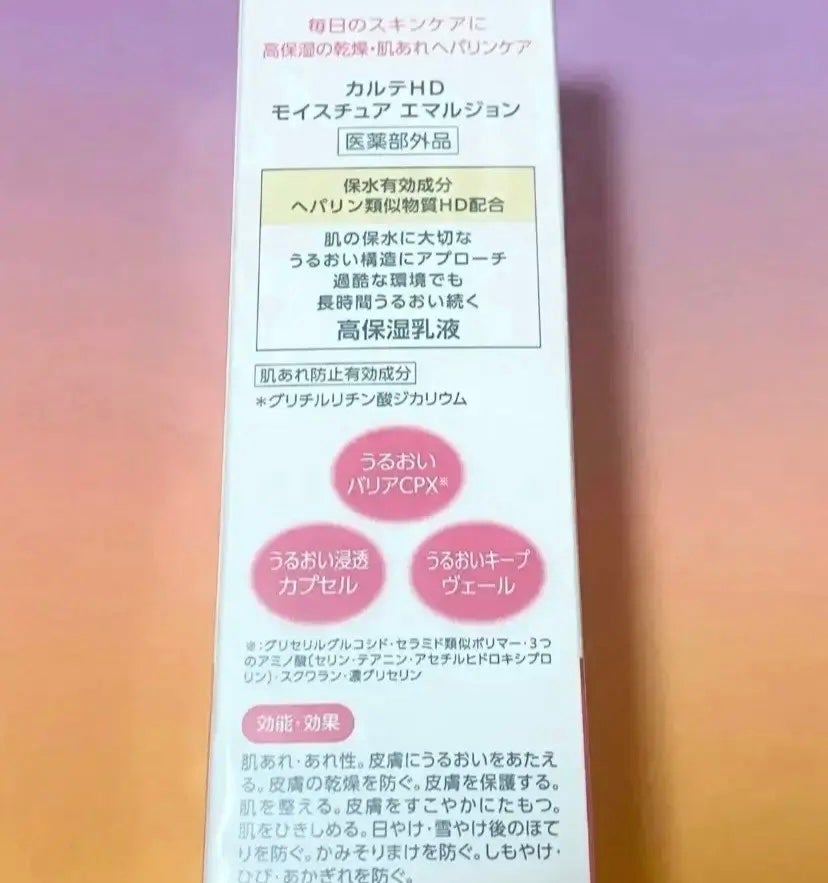 毎日のスキンケアに
高保湿の乾燥・肌あれヘパリンケア
カルテHD
モイスチュア エマルジョン
医薬部外品
保水有効成分
ヘパリン類似物質HD配合
肌の保水に大切な
うるおい構造にアプローチ
過酷な環境でも
長時間うるおい続く
高保湿乳液
肌あれ防止有効成分
＊グリチルリチン酸ジカリウム
うるおい
バリアCPX※
うるおい浸透
カプセル
うるおいキープ
ヴェール
※:グリセリルグルコシド・セラミド類似ポリマー・3つ
のアミノ酸〔セリン・テアニン・アセチルヒドロキシプロ
リン〕・スクワラン・濃グリセリン
効能・効果
肌あれ・あれ性。皮膚にうるおいをあたえ
る。皮膚の乾燥を防ぐ。皮膚を保護する。
肌を整える。皮膚をすこやかにたもつ。
肌をひきしめる。日やけ・雪やけ後のほて
りを防ぐ。かみそりまけを防ぐ。しもやけ・
ひび・あかぎれを防ぐ。